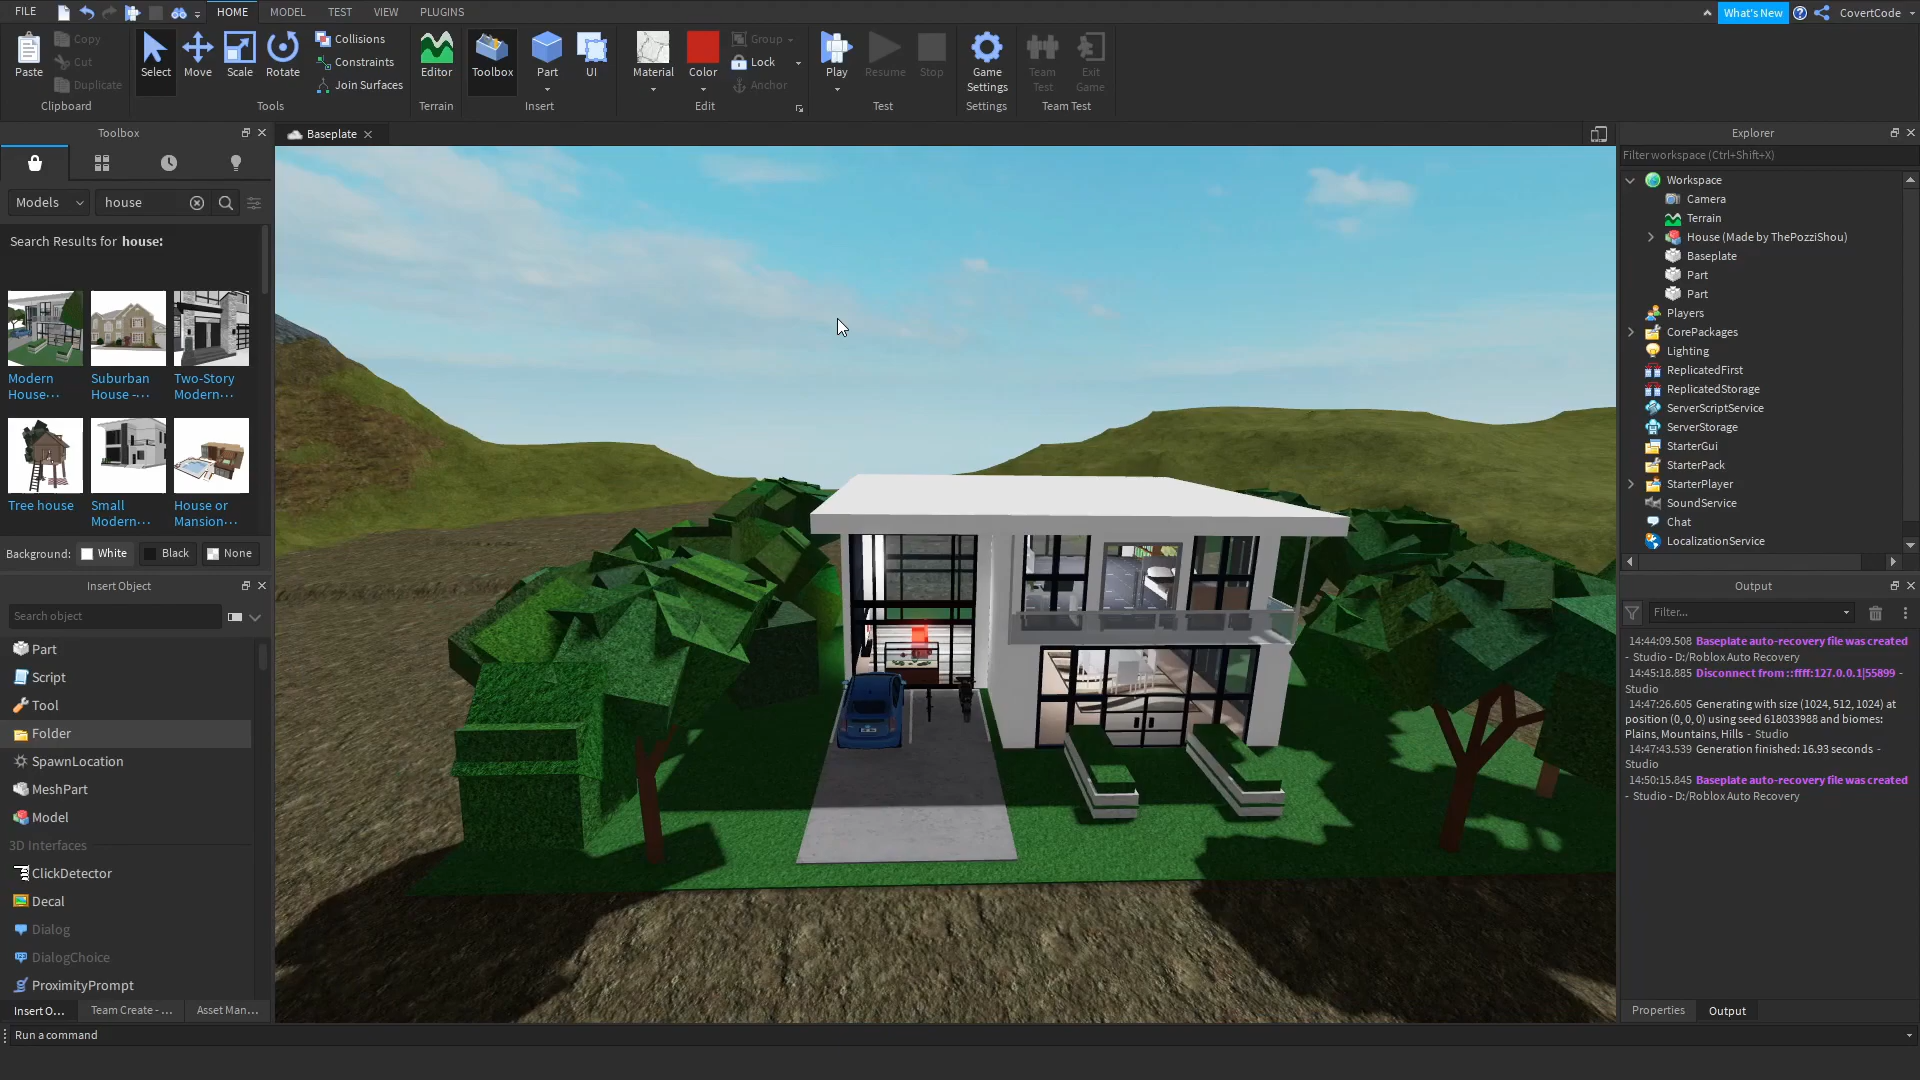 FILE
HOME
MODEL
TEST
VIEW
PLUGINS
What's New
CovertCode
Paste
Copy
Cut
Duplicate
Clipboard
Select
Move
Scale
Rotate
Collisions
Constraints
Join Surfaces
Tools
Editor
Terrain
Toolbox
Part
UI
Insert
Material
Color
Group
Lock
Anchor
Edit
Play
Resume
Stop
Test
Game
Settings
Settings
Team
Test
Exit
Game
Team Test
Toolbox
Models
house
Search Results for house:
Modern
House···
Suburban
House -···
Two-Story
Modern···
Tree house
Small
Modern···
House or
Mansion···
Background:
White
Black
None
Insert Object
Search object
Part
Script
Tool
Folder
SpawnLocation
MeshPart
Model
3D Interfaces
ClickDetector
Decal
Dialog
DialogChoice
ProximityPrompt
Insert O...
Team Create - ...
Asset Man...
Run a command
Baseplate
Explorer
Filter workspace (Ctrl+Shift+X)
Workspace
Camera
Terrain
House (Made by ThePozziShou)
Baseplate
Part
Part
Players
CorePackages
Lighting
ReplicatedFirst
ReplicatedStorage
ServerScriptService
ServerStorage
StarterGui
StarterPack
StarterPlayer
SoundService
Chat
LocalizationService
Output
Filter...
14:44:09.508 Baseplate auto-recovery file was created
- Studio - D:/Roblox Auto Recovery
14:45:18.885 Disconnect from ::ffff:127.0.0.1|55899 -
Studio
14:47:26.605 Generating with size (1024, 512, 1024) at
position (0, 0, 0) using seed 618033988 and biomes:
Plains, Mountains, Hills - Studio
14:47:43.539 Generation finished: 16.93 seconds -
Studio
14:50:15.845 Baseplate auto-recovery file was created
- Studio - D:/Roblox Auto Recovery
Properties
Output